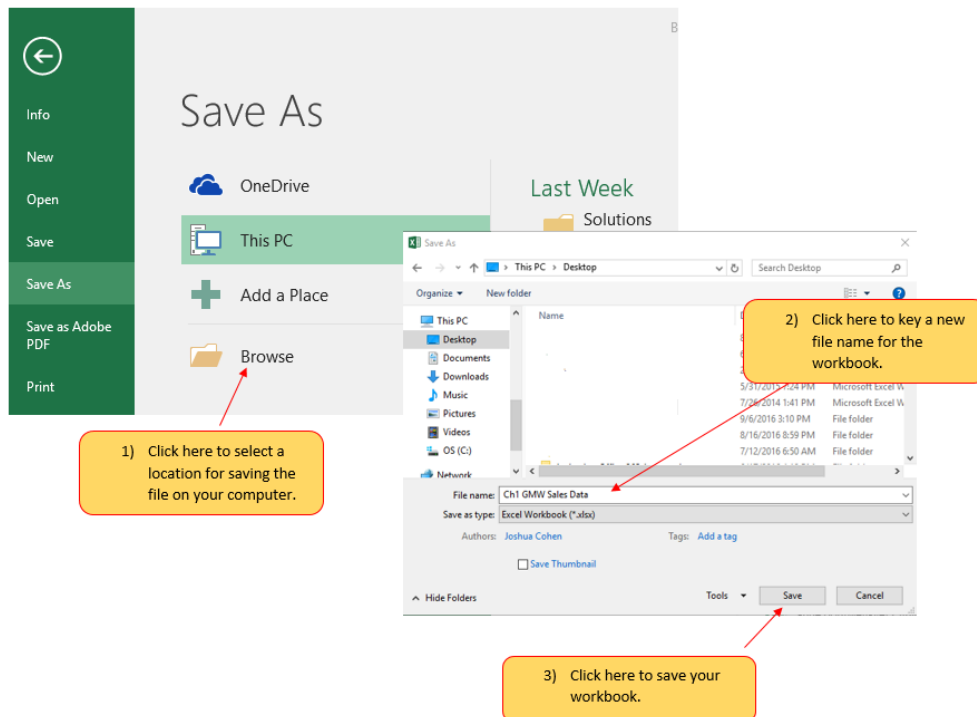 B
Info
New
Open
Save
Save As
Save as Adobe
PDF
Print
Save As
OneDrive
This PC
Add a Place
Browse
Last Week
Solutions
Save As
This PC > Desktop
Search Desktop
Organize
New folder
This PC
Desktop
Documents
Downloads
Music
Pictures
Videos
OS (C:)
Network
Name
5/31/2015 1:24 PM Microsoft Excel W
7/26/2014 1:41 PM Microsoft Excel W
9/6/2016 3:10 PM File folder
8/16/2016 8:59 PM File folder
7/12/2016 6:50 AM File folder
File name: Ch1 GMW Sales Data
Save as type: Excel Workbook (*.xlsx)
Authors: Joshua Cohen
Tags: Add a tag
Save Thumbnail
Hide Folders
Tools
Save
Cancel
1) Click here to select a
location for saving the
file on your computer.
2) Click here to key a new
file name for the
workbook.
3) Click here to save your
workbook.